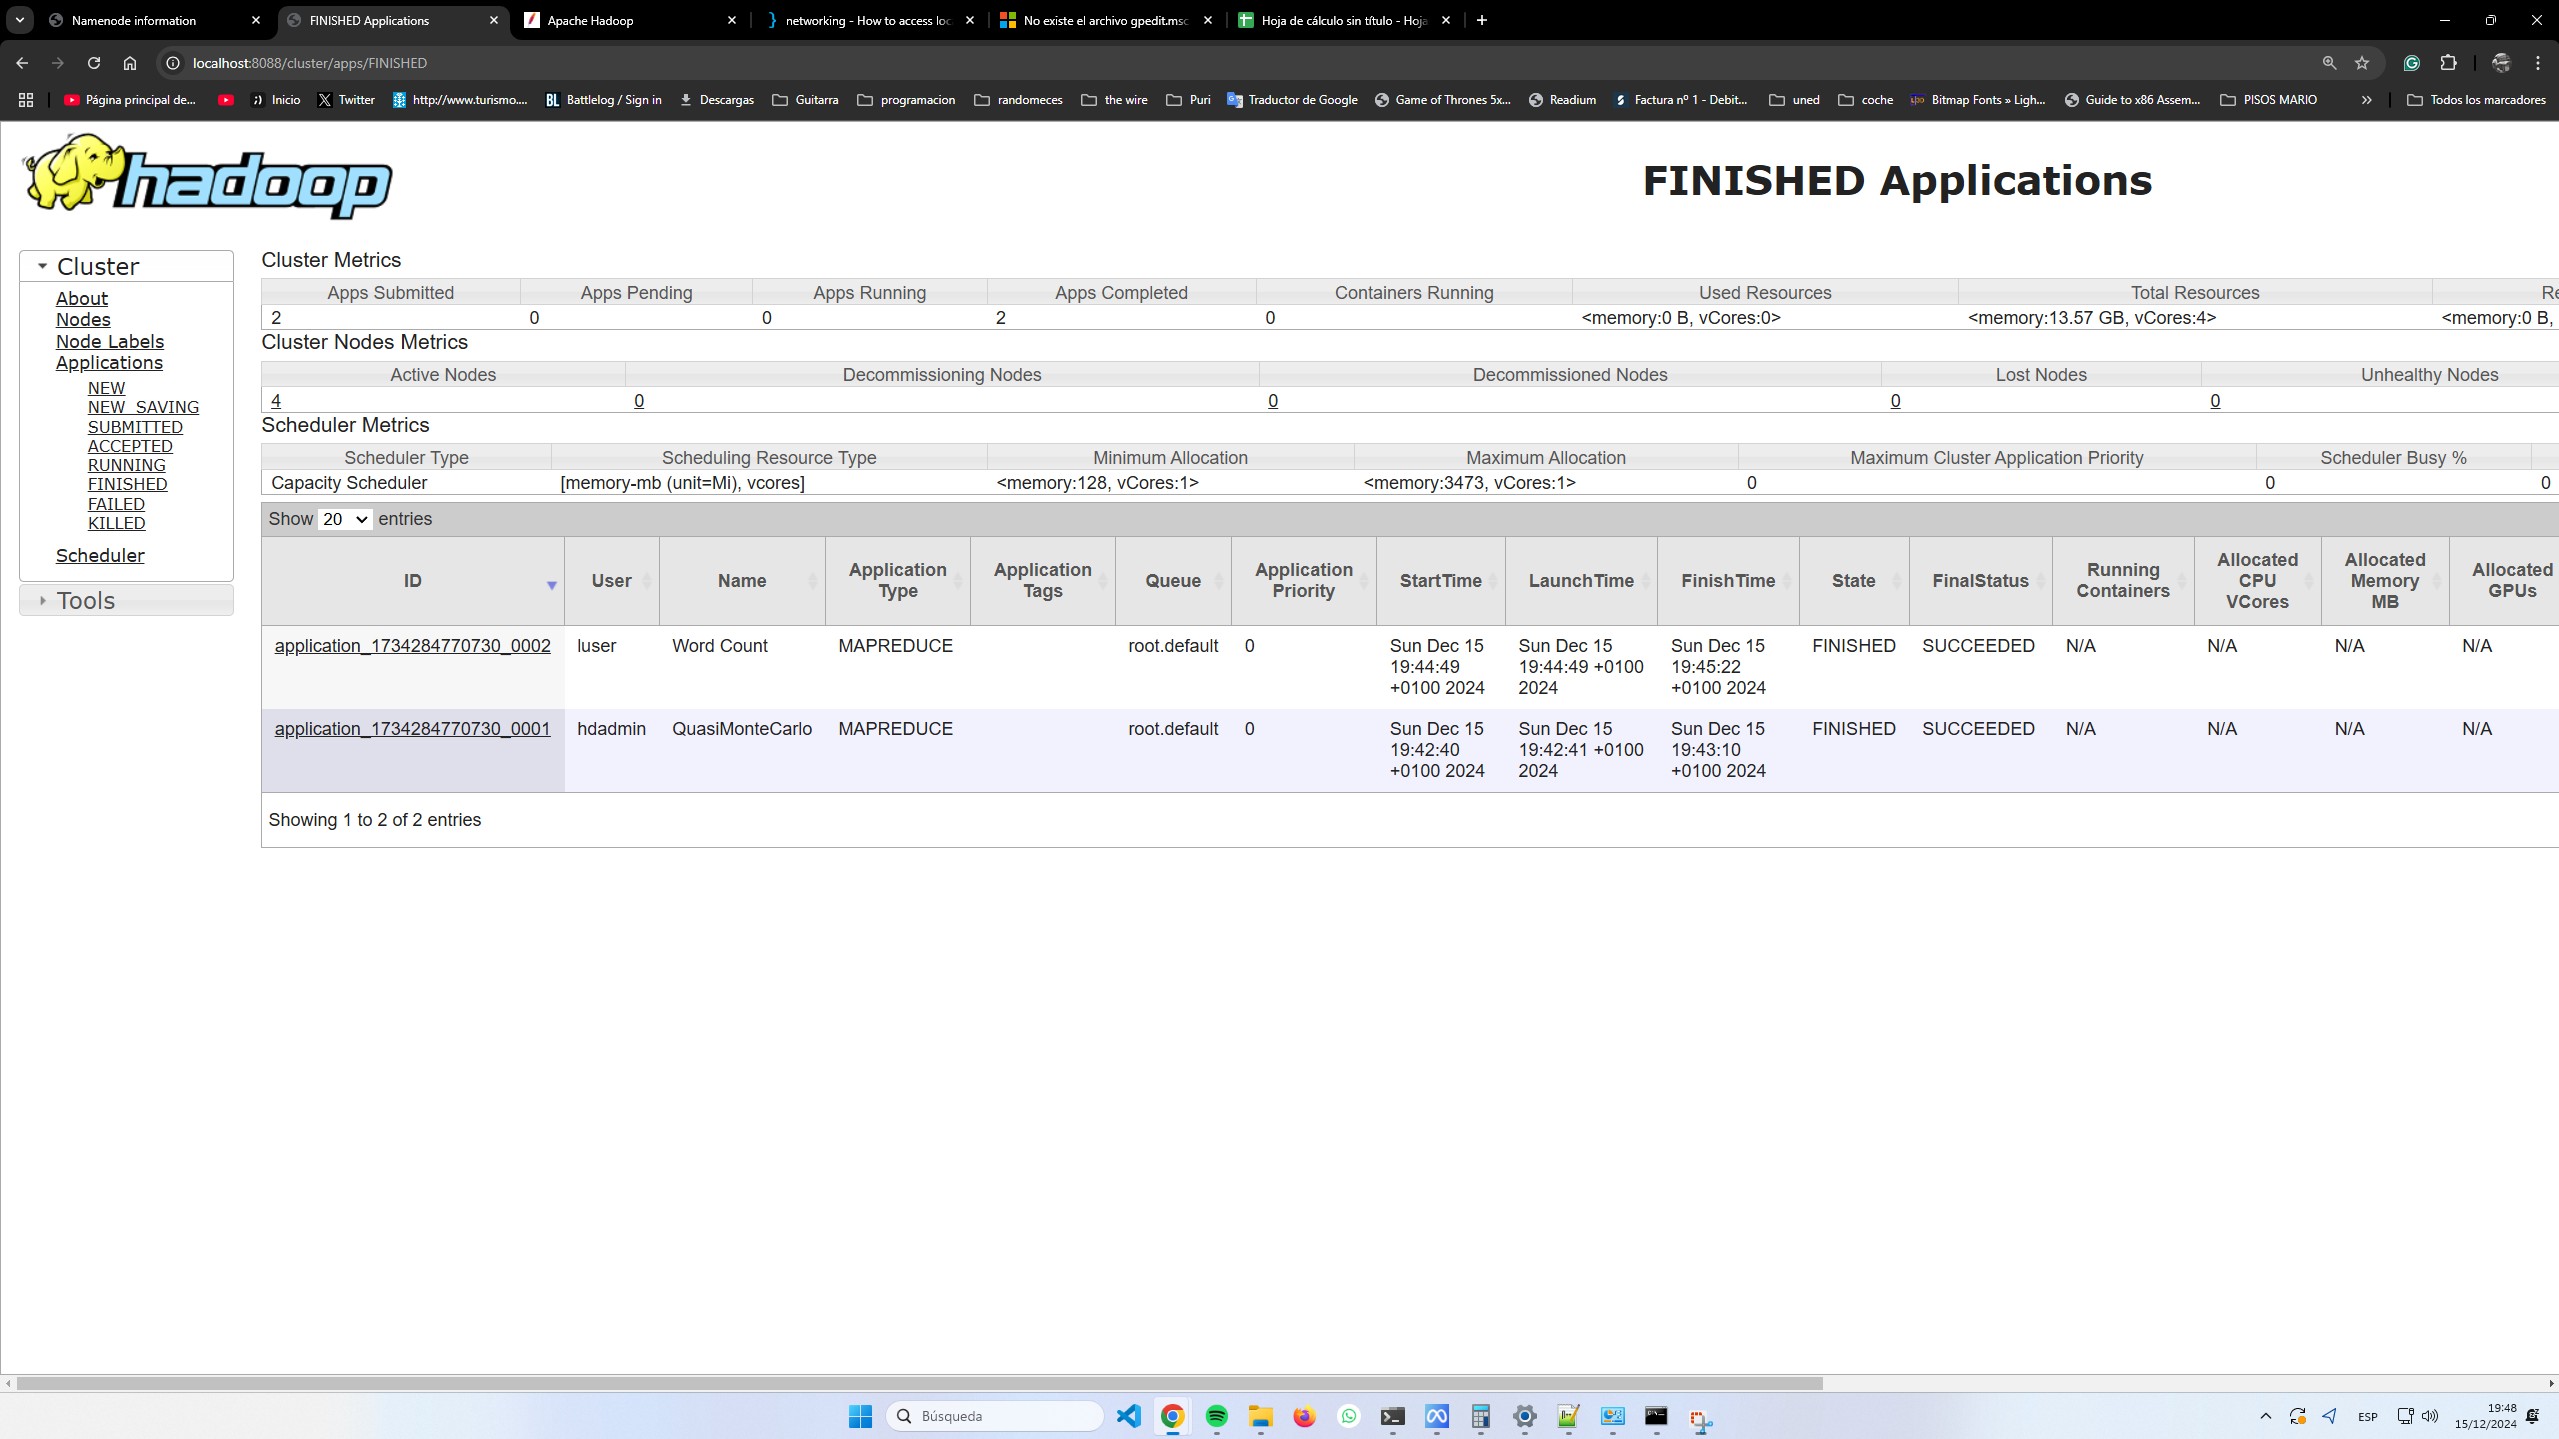 Namenode information
FINISHED Applications
Apache Hadoop
networking - How to access loc
No existe el archivo gpedit.msc
Hoja de cálculo sin título - Hoja
localhost:8088/cluster/apps/FINISHED
Página principal de...
Inicio
Twitter
http://www.turismo....
BL Battlelog / Sign in
Descargas
Guitarra
programacion
randomeces
the wire
Puri
Traductor de Google
Game of Thrones 5x...
Readium
Factura nº 1 - Debit...
uned
coche
Bitmap Fonts » Ligh...
Guide to x86 Assem...
PISOS MARIO
»
Todos los marcadores
hadoop
FINISHED Applications
Cluster
About
Nodes
Node Labels
Applications
NEW
NEW_SAVING
SUBMITTED
ACCEPTED
RUNNING
FINISHED
FAILED
KILLED
Scheduler
Tools
Cluster Metrics
Apps Submitted Apps Pending Apps Running Apps Completed Containers Running Used Resources Total Resources Re
2 0 0 2 0 <memory:0 B, vCores:0> <memory:13.57 GB, vCores:4> <memory:0 B,
Cluster Nodes Metrics
Active Nodes Decommissioning Nodes Decommissioned Nodes Lost Nodes Unhealthy Nodes
4 0 0 0 0
Scheduler Metrics
Scheduler Type Scheduling Resource Type Minimum Allocation Maximum Allocation Maximum Cluster Application Priority Scheduler Busy %
Capacity Scheduler [memory-mb (unit=Mi), vcores] <memory:128, vCores:1> <memory:3473, vCores:1> 0 0 0
Show 20 entries
ID User Name Application Type Application Tags Queue Application Priority StartTime LaunchTime FinishTime State FinalStatus Running Containers Allocated CPU VCores Allocated Memory MB Allocated GPUs
application_1734284770730_0002 luser Word Count MAPREDUCE root.default 0 Sun Dec 15 19:44:49 +0100 2024 Sun Dec 15 19:44:49 +0100 2024 Sun Dec 15 19:45:22 +0100 2024 FINISHED SUCCEEDED N/A N/A N/A N/A
application_1734284770730_0001 hdadmin QuasiMonteCarlo MAPREDUCE root.default 0 Sun Dec 15 19:42:40 +0100 2024 Sun Dec 15 19:42:41 +0100 2024 Sun Dec 15 19:43:10 +0100 2024 FINISHED SUCCEEDED N/A N/A N/A N/A
Showing 1 to 2 of 2 entries
Búsqueda
ESP
19:48
15/12/2024